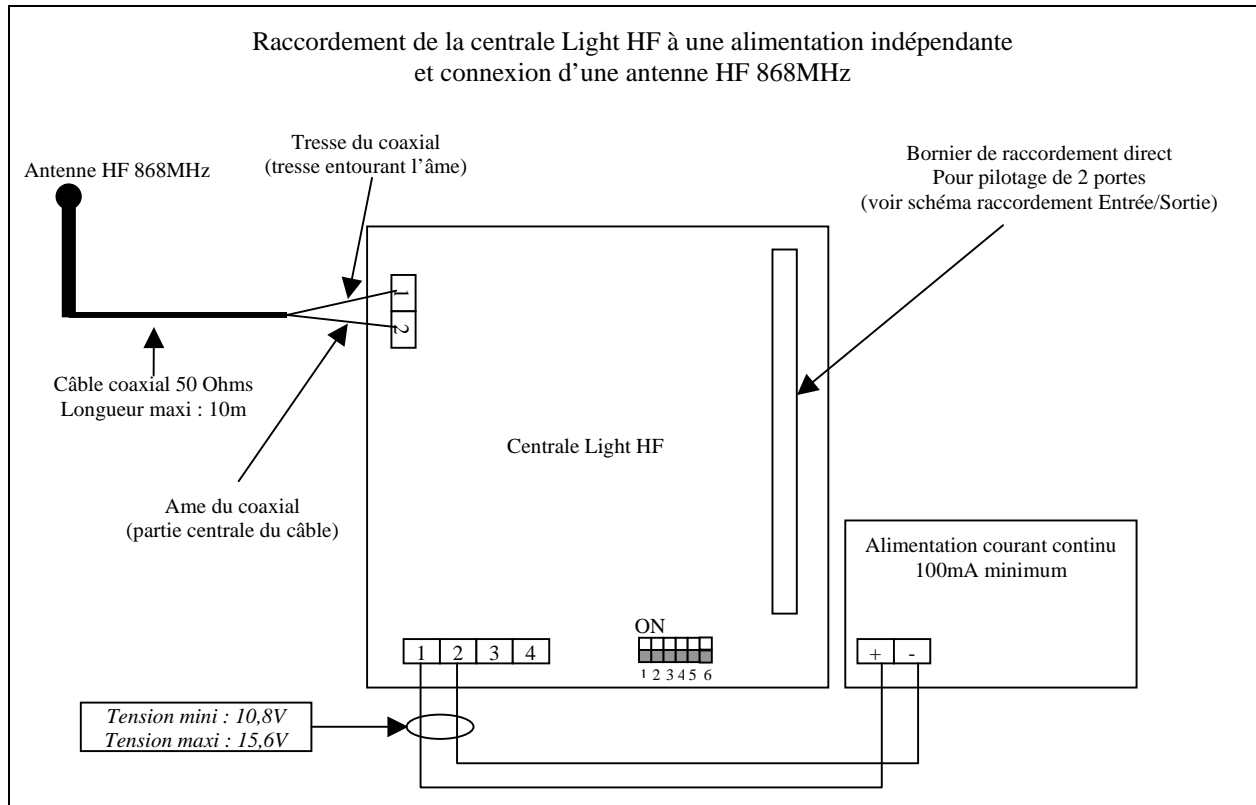 Raccordement de la centrale Light HF à une alimentation indépendante
et connexion d’une antenne HF 868MHz
Tresse du coaxial
(tresse entourant l’âme)
Antenne HF 868MHz
Bornier de raccordement direct
Pour pilotage de 2 portes
(voir schéma raccordement Entrée/Sortie)
1
2
Câble coaxial 50 Ohms
Longueur maxi : 10m
Centrale Light HF
Ame du coaxial
(partie centrale du câble)
Alimentation courant continu
100mA minimum
ON
1 2 3 4 5 6
1 2 3 4
+ -
Tension mini : 10,8V
Tension maxi : 15,6V